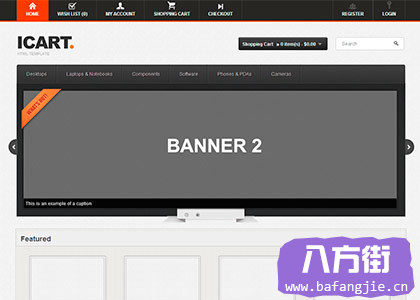 HOME
WISH LIST (0)
MY ACCOUNT
SHOPPING CART
CHECKOUT
REGISTER
LOGIN
ICART.
HTML TEMPLATE
Shopping Cart
0 item(s) - $0.00
Search
Desktops
Laptops & Notebooks
Components
Software
Phones & PDAs
Cameras
WHAT'S HOT!
BANNER 2
This is an example of a caption
Featured
八方街
www.bafangjie.cn